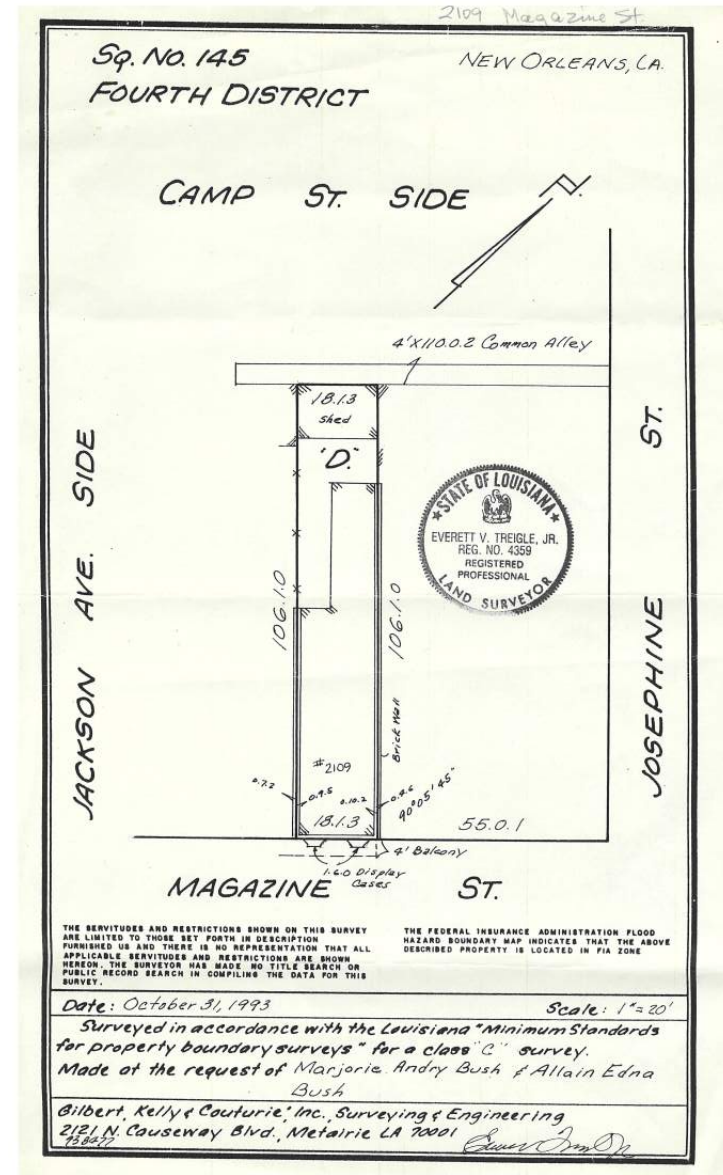 2109 Magazine St.
Sq. No. 145
NEW ORLEANS, LA.
FOURTH DISTRICT
CAMP ST. SIDE
N.
4'X110.0.2 Common Alley
18.1.3
shed
"D"
JACKSON AVE. SIDE
JOSEPHINE ST.
STATE OF LOUISIANA
EVERETT V. TREIGLE, JR.
REG. NO. 4359
REGISTERED
PROFESSIONAL
LAND SURVEYOR
106.1.0
106.1.0
Brick Wall
#2109
0.7.2
0.9.5
0.10.2
0.9.6
90°05'45"
18.1.3
55.0.1
4' Balcony
1.6.0 Display
Cases
MAGAZINE ST.
THE SERVITUDES AND RESTRICTIONS SHOWN ON THIS SURVEY
ARE LIMITED TO THOSE SET FORTH IN DESCRIPTION
FURNISHED US AND THERE IS NO REPRESENTATION THAT ALL
APPLICABLE SERVITUDES AND RESTRICTIONS ARE SHOWN
HEREON. THE SURVEYOR HAS MADE NO TITLE SEARCH OR
PUBLIC RECORD SEARCH IN COMPILING THE DATA FOR THIS
SURVEY.
THE FEDERAL INSURANCE ADMINISTRATION FLOOD
HAZARD BOUNDARY MAP INDICATES THAT THE ABOVE
DESCRIBED PROPERTY IS LOCATED IN FIA ZONE
Date: October 31, 1993
Scale: 1"=20'
Surveyed in accordance with the Louisiana "Minimum Standards
for property boundary surveys" for a class "C" survey.
Made at the request of Marjorie Andry Bush & Allain Edna
Bush
Gilbert, Kelly & Couturie', Inc., Surveying & Engineering
2121 N. Causeway Blvd., Metairie LA 70001